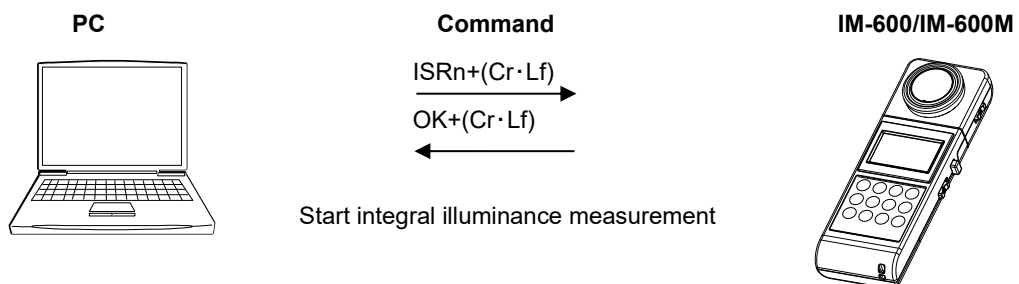 PC
Command
IM-600/IM-600M
ISRn+(Cr･Lf)
OK+(Cr･Lf)
Start integral illuminance measurement